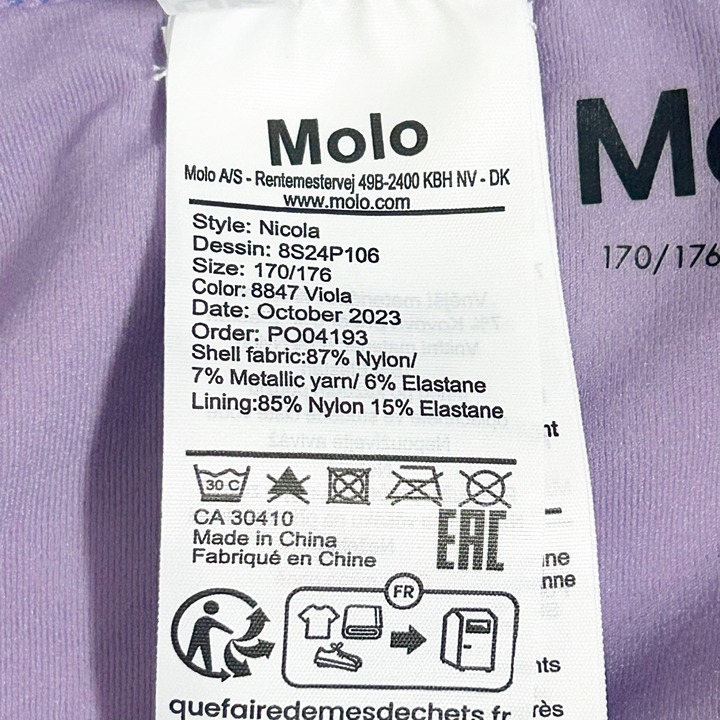 Molo
Molo A/S - Rentemestervej 49B-2400 KBH NV - DK
www.molo.com
Style: Nicola
Dessin: 8S24P106
Size: 170/176
Color: 8847 Viola
Date: October 2023
Order: PO04193
Shell fabric:87% Nylon/
7% Metallic yarn/ 6% Elastane
Lining:85% Nylon 15% Elastane
30 C
CA 30410
Made in China
Fabriqué en Chine
EAC
FR
quefairedemesdechets.fr
170/176